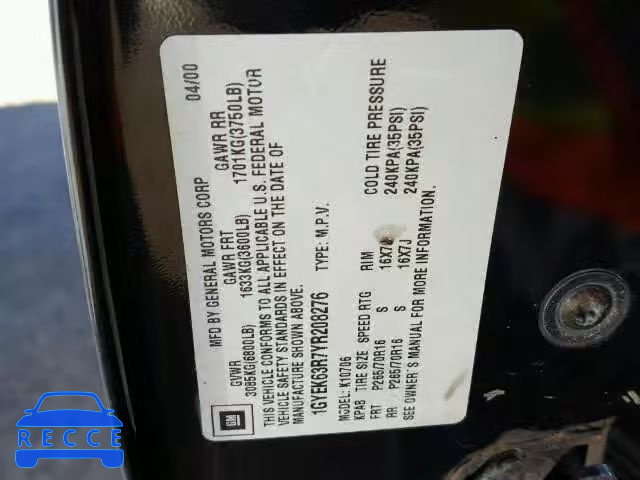 GM
MFD BY GENERAL MOTORS CORP 04/00
GVWR GAWR FRT GAWR RR
3085KG(6800LB) 1633KG(3600LB) 1701KG(3750LB)
THIS VEHICLE CONFORMS TO ALL APPLICABLE U.S. FEDERAL MOTOR
VEHICLE SAFETY STANDARDS IN EFFECT ON THE DATE OF
MANUFACTURE SHOWN ABOVE.
1GYEK63R7YR208276 TYPE: M.P.V.
MODEL: K10706
KPAB TIRE SIZE SPEED RTG RIM COLD TIRE PRESSURE
FRT P265/70R16 S 16X7J 240KPA(35PSI)
RR P265/70R16 S 16X7J 240KPA(35PSI)
SEE OWNER'S MANUAL FOR MORE INFORMATION.
RECCE